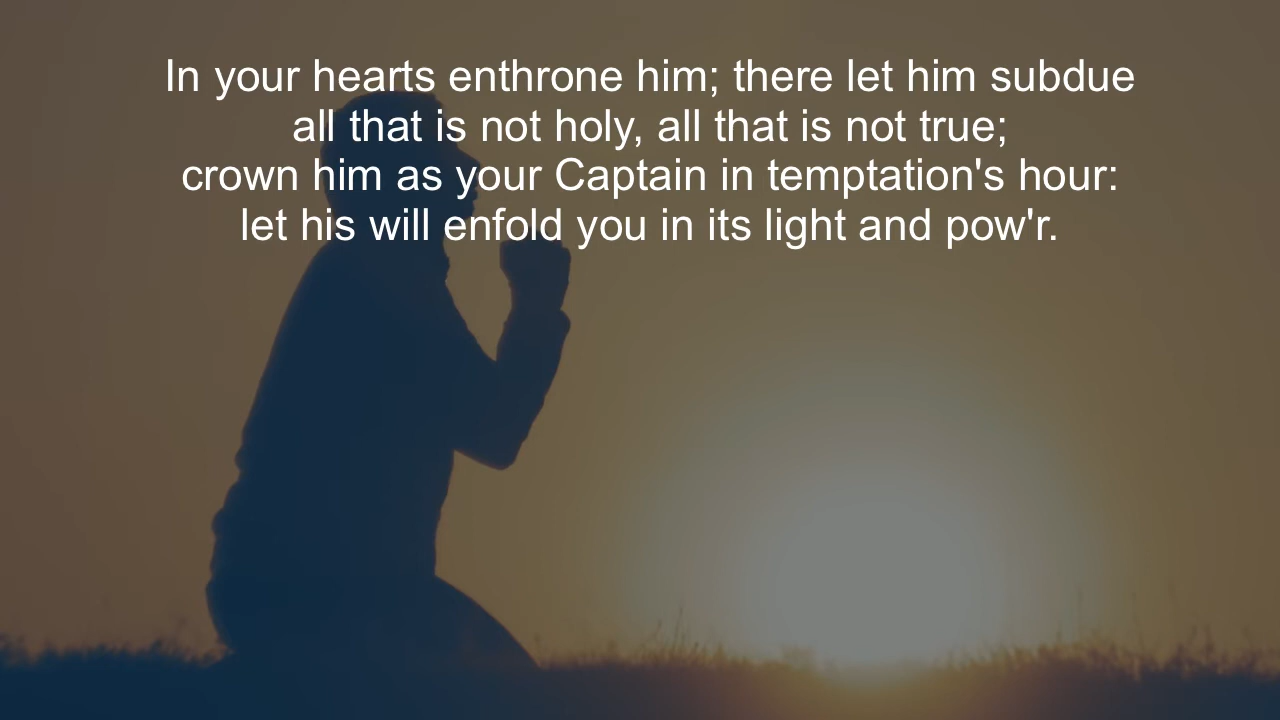 In your hearts enthrone him; there let him subdue
all that is not holy, all that is not true;
crown him as your Captain in temptation's hour:
let his will enfold you in its light and pow'r.